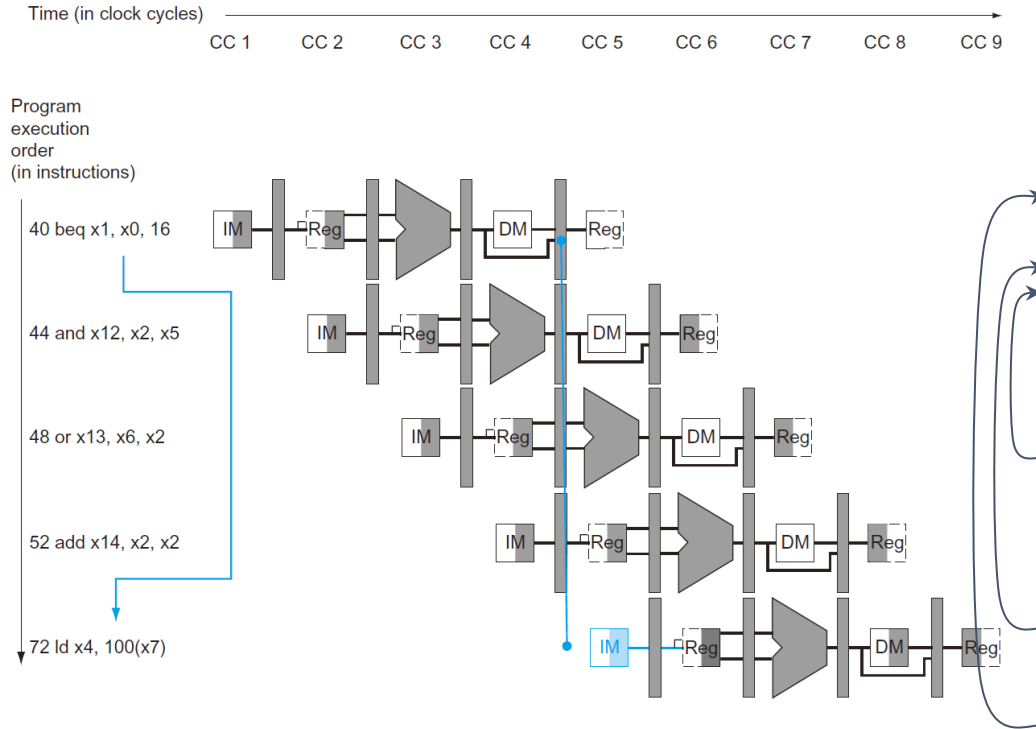 Time (in clock cycles)
CC 1 CC 2 CC 3 CC 4 CC 5 CC 6 CC 7 CC 8 CC 9
Program
execution
order
(in instructions)
40 beq x1, x0, 16 IM Reg DM Reg
44 and x12, x2, x5 IM Reg DM Reg
48 or x13, x6, x2 IM Reg DM Reg
52 add x14, x2, x2 IM Reg DM Reg
72 ld x4, 100(x7) IM Reg DM Reg